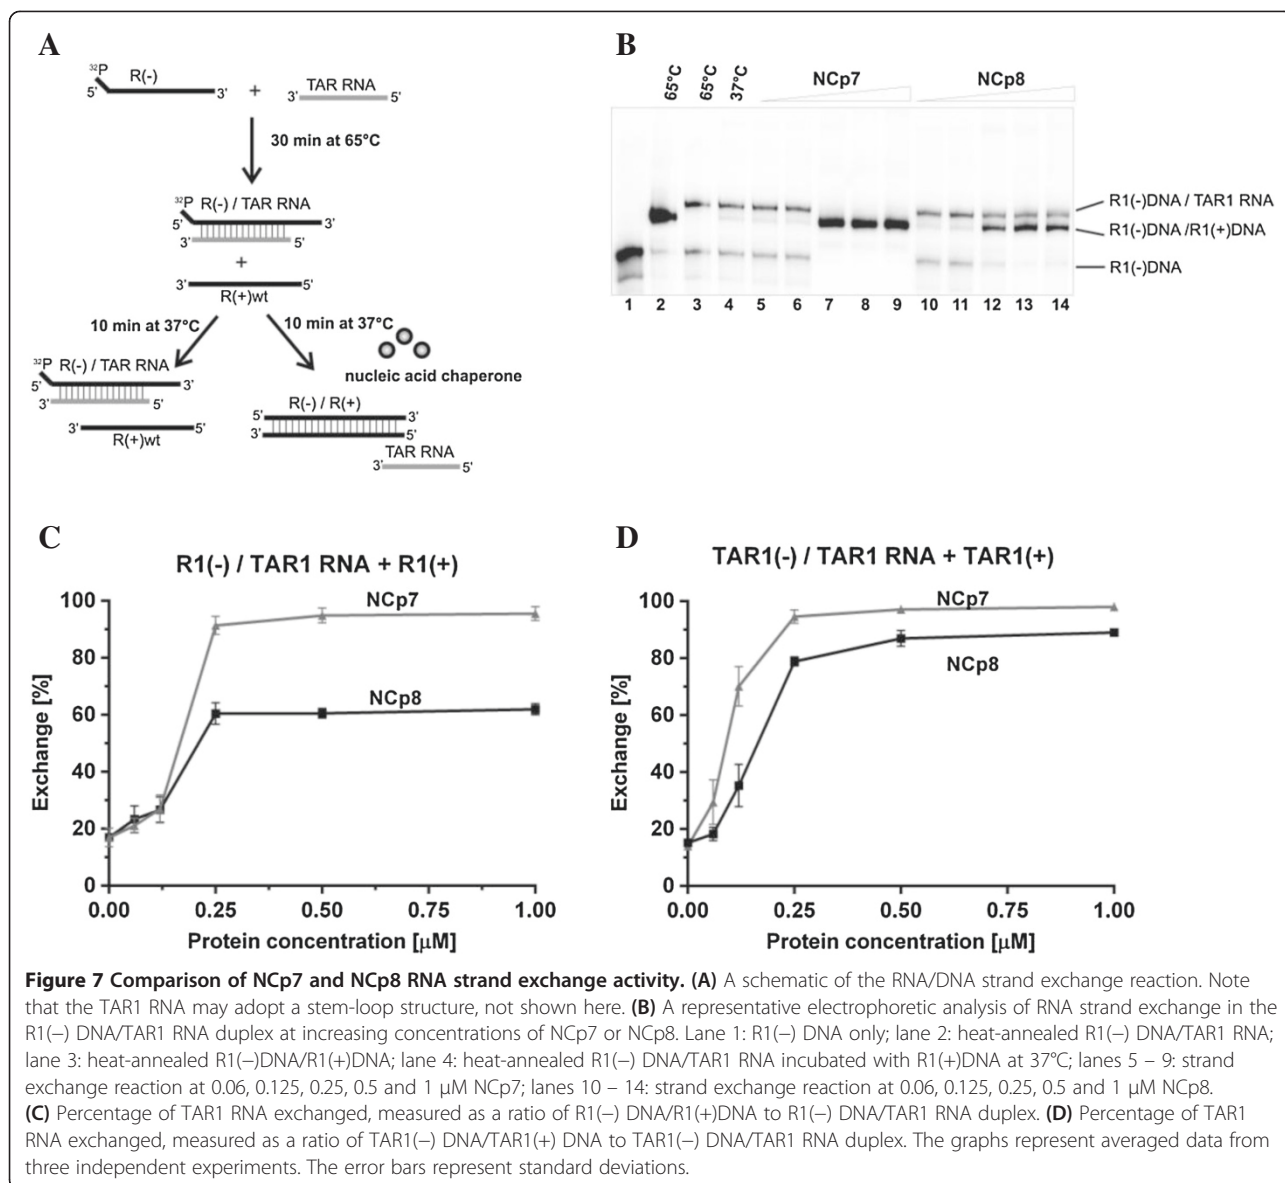 A
32P
R(-)
5'
3'
+
TAR RNA
3'
5'
30 min at 65°C
32P R(-) / TAR RNA
5'
3'
3'
5'
+
3'
5'
R(+)wt
10 min at 37°C
10 min at 37°C
nucleic acid chaperone
32P R(-) / TAR RNA
5'
3'
3'
5'
3'
5'
R(+)wt
R(-) / R(+)
5'
3'
3'
5'
TAR RNA
3'
5'
B
65°C
65°C
37°C
NCp7
NCp8
R1(-)DNA / TAR1 RNA
R1(-)DNA /R1(+)DNA
R1(-)DNA
1 2 3 4 5 6 7 8 9 10 11 12 13 14
C
R1(-) / TAR1 RNA + R1(+)
NCp7
NCp8
Exchange [%]
100
80
60
40
20
0
0.00 0.25 0.50 0.75 1.00
Protein concentration [µM]
D
TAR1(-) / TAR1 RNA + TAR1(+)
NCp7
NCp8
Exchange [%]
100
80
60
40
20
0
0.00 0.25 0.50 0.75 1.00
Protein concentration [µM]
Figure 7 Comparison of NCp7 and NCp8 RNA strand exchange activity. (A) A schematic of the RNA/DNA strand exchange reaction. Note
that the TAR1 RNA may adopt a stem-loop structure, not shown here. (B) A representative electrophoretic analysis of RNA strand exchange in the
R1(−) DNA/TAR1 RNA duplex at increasing concentrations of NCp7 or NCp8. Lane 1: R1(−) DNA only; lane 2: heat-annealed R1(−) DNA/TAR1 RNA;
lane 3: heat-annealed R1(−)DNA/R1(+)DNA; lane 4: heat-annealed R1(−) DNA/TAR1 RNA incubated with R1(+)DNA at 37°C; lanes 5 – 9: strand
exchange reaction at 0.06, 0.125, 0.25, 0.5 and 1 μM NCp7; lanes 10 – 14: strand exchange reaction at 0.06, 0.125, 0.25, 0.5 and 1 μM NCp8.
(C) Percentage of TAR1 RNA exchanged, measured as a ratio of R1(−) DNA/R1(+)DNA to R1(−) DNA/TAR1 RNA duplex. (D) Percentage of TAR1
RNA exchanged, measured as a ratio of TAR1(−) DNA/TAR1(+) DNA to TAR1(−) DNA/TAR1 RNA duplex. The graphs represent averaged data from
three independent experiments. The error bars represent standard deviations.